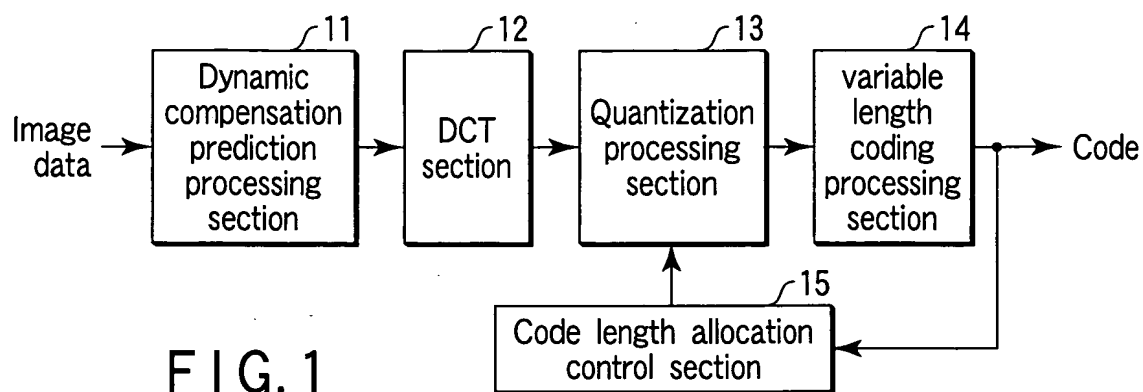 11
12
13
14
Image
data
Dynamic
compensation
prediction
processing
section
DCT
section
Quantization
processing
section
variable
length
coding
processing
section
Code
15
Code length allocation
control section
FIG.1